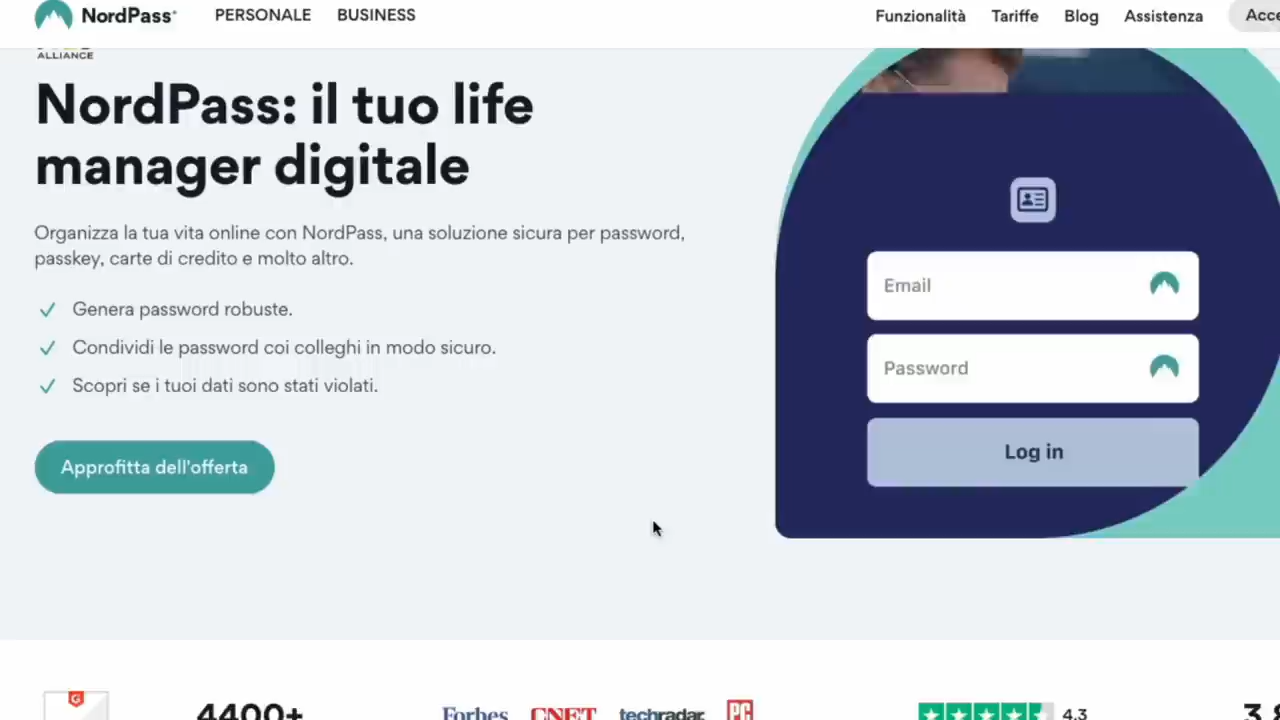 NordPass®
PERSONALE
BUSINESS
Funzionalità
Tariffe
Blog
Assistenza
Acce
ALLIANCE
NordPass: il tuo life
manager digitale
Organizza la tua vita online con NordPass, una soluzione sicura per password,
passkey, carte di credito e molto altro.
Genera password robuste.
Condividi le password coi colleghi in modo sicuro.
Scopri se i tuoi dati sono stati violati.
Approfitta dell'offerta
Email
Password
Log in
4400+
Forbes
CNET
techradar
PC
4.3